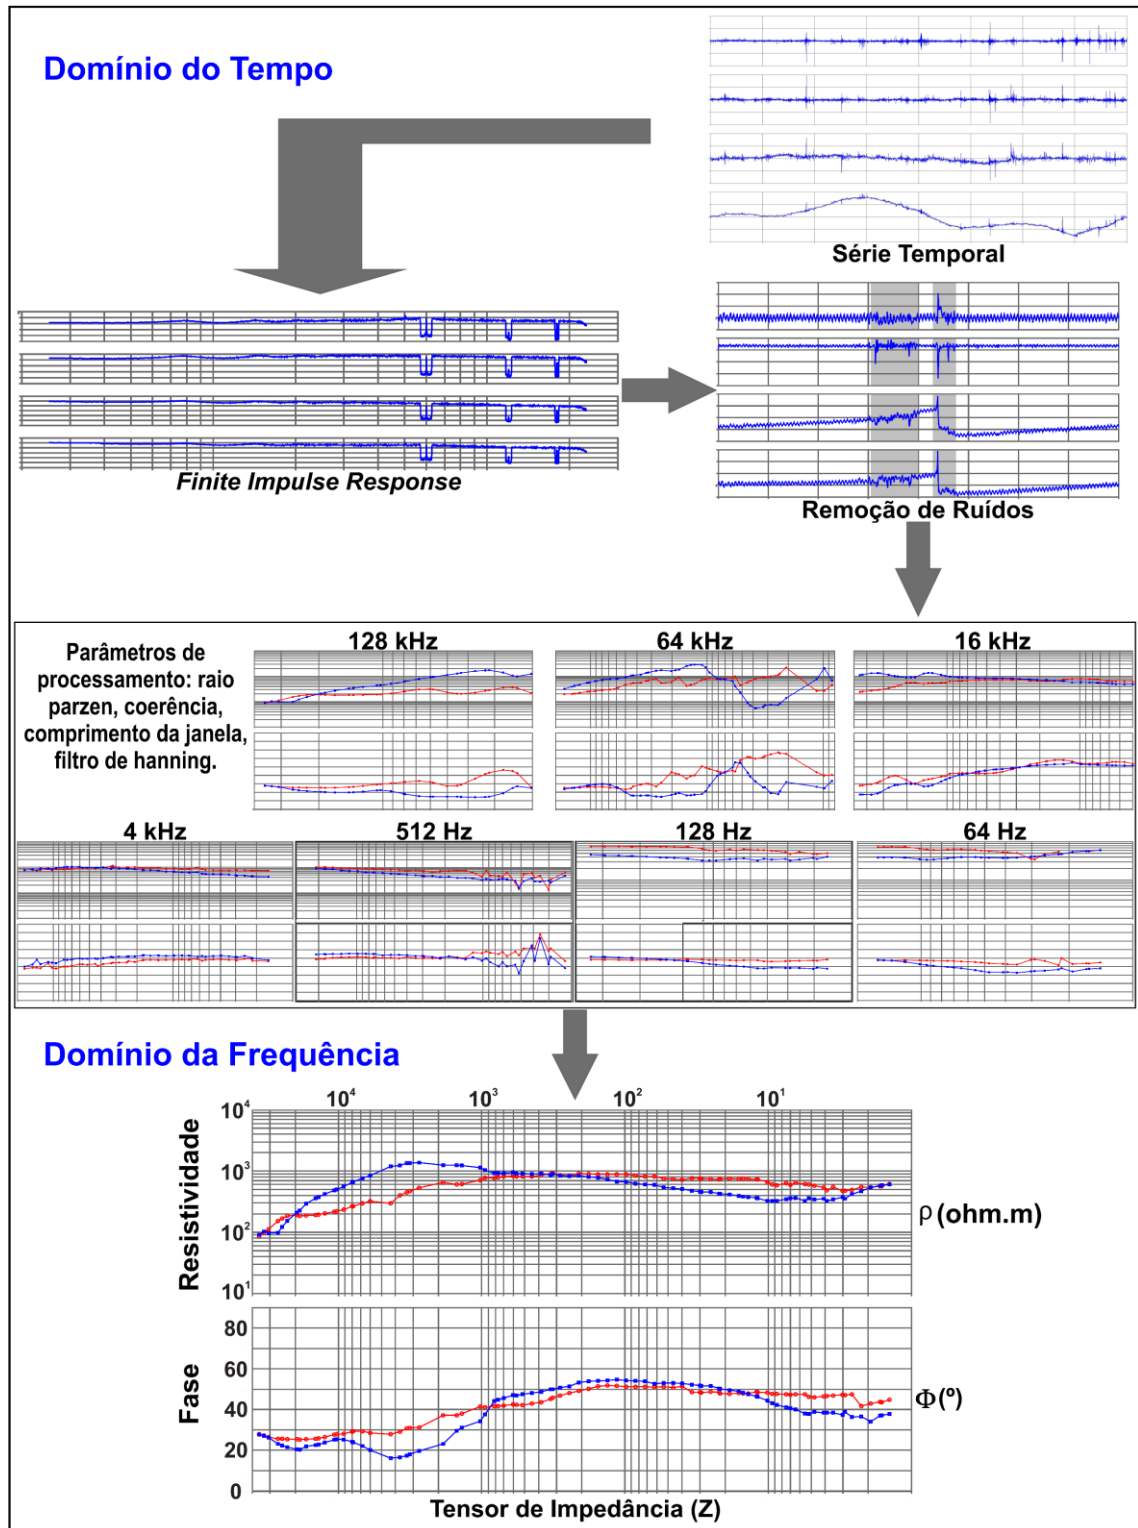 Domínio do Tempo
Série Temporal
Finite Impulse Response
Remoção de Ruídos
Parâmetros de
processamento: raio
parzen, coerência,
comprimento da janela,
filtro de hanning.
128 kHz
64 kHz
16 kHz
4 kHz
512 Hz
128 Hz
64 Hz
Domínio da Frequência
10⁴ 10³ 10² 10¹
Resistividade
10⁴
10³
10²
10¹
ρ (ohm.m)
Fase
80
60
40
20
0
Φ(º)
Tensor de Impedância (Z)